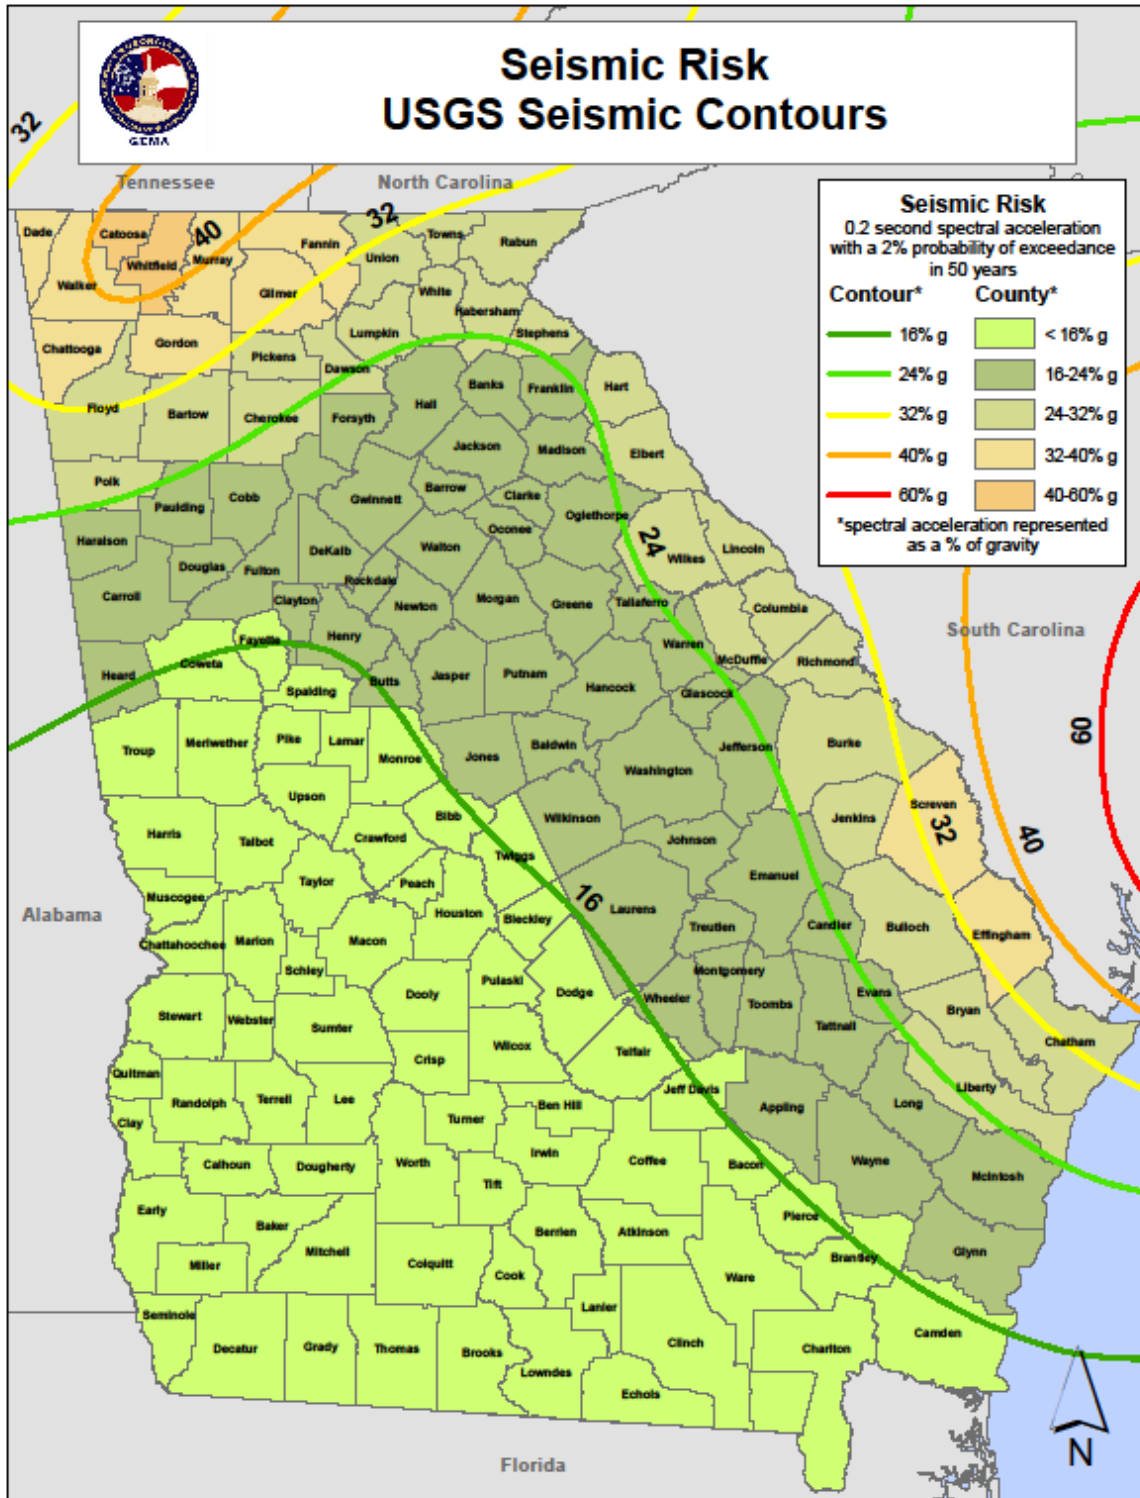 Seismic Risk
USGS Seismic Contours
GEMA
32
Tennessee
North Carolina
Seismic Risk
0.2 second spectral acceleration
with a 2% probability of exceedance
in 50 years
Contour*
County*
16% g
< 16% g
24% g
16-24% g
32% g
24-32% g
40% g
32-40% g
60% g
40-60% g
*spectral acceleration represented
as a % of gravity
32
40
Dade
Catoosa
Whitfield
Murray
Fannin
Union
Towns
Rabun
Walker
Gilmer
White
Rabersham
Lumpkin
Stephens
Chattooga
Gordon
Pickens
Dawson
Banks
Franklin
Hart
Floyd
Bartow
Cherokee
Forsyth
Hall
Jackson
Madison
Elbert
Polk
Paulding
Cobb
Gwinnett
Barrow
Clarke
Oglethorpe
Oconee
24
Haralson
Douglas
Fulton
DeKalb
Walton
Wilkes
Lincoln
Rockdale
Carroll
Clayton
Newton
Morgan
Greene
Taliaferro
Columbia
South Carolina
Fayette
Henry
Warren
McDuffie
Richmond
Coweta
Heard
Spalding
Butts
Jasper
Putnam
Hancock
Glascock
60
Troup
Meriwether
Pike
Lamar
Monroe
Jones
Baldwin
Washington
Jefferson
Burke
Upson
Bibb
Wilkinson
Screven
Jenkins
32
40
Harris
Talbot
Crawford
Twiggs
Johnson
Emanuel
Taylor
Peach
Muscogee
Houston
16
Bleckley
Laurens
Treutlen
Candler
Bulloch
Effingham
Alabama
Chattahoochee
Marion
Macon
Schley
Pulaski
Dooly
Dodge
Montgomery
Wheeler
Toombs
Evans
Tattnall
Bryan
Chatham
Stewart
Webster
Sumter
Wilcox
Crisp
Telfair
Jeff Davis
Liberty
Long
Appling
Quitman
Randolph
Terrell
Lee
Turner
Ben Hill
Clay
Irwin
Coffee
Bacon
Wayne
McIntosh
Calhoun
Dougherty
Worth
Tift
Early
Baker
Mitchell
Berrien
Atkinson
Pierce
Brantley
Glynn
Miller
Colquitt
Cook
Ware
Seminole
Lanier
Clinch
Charlton
Camden
Decatur
Grady
Thomas
Brooks
Lowndes
Echols
Florida
N